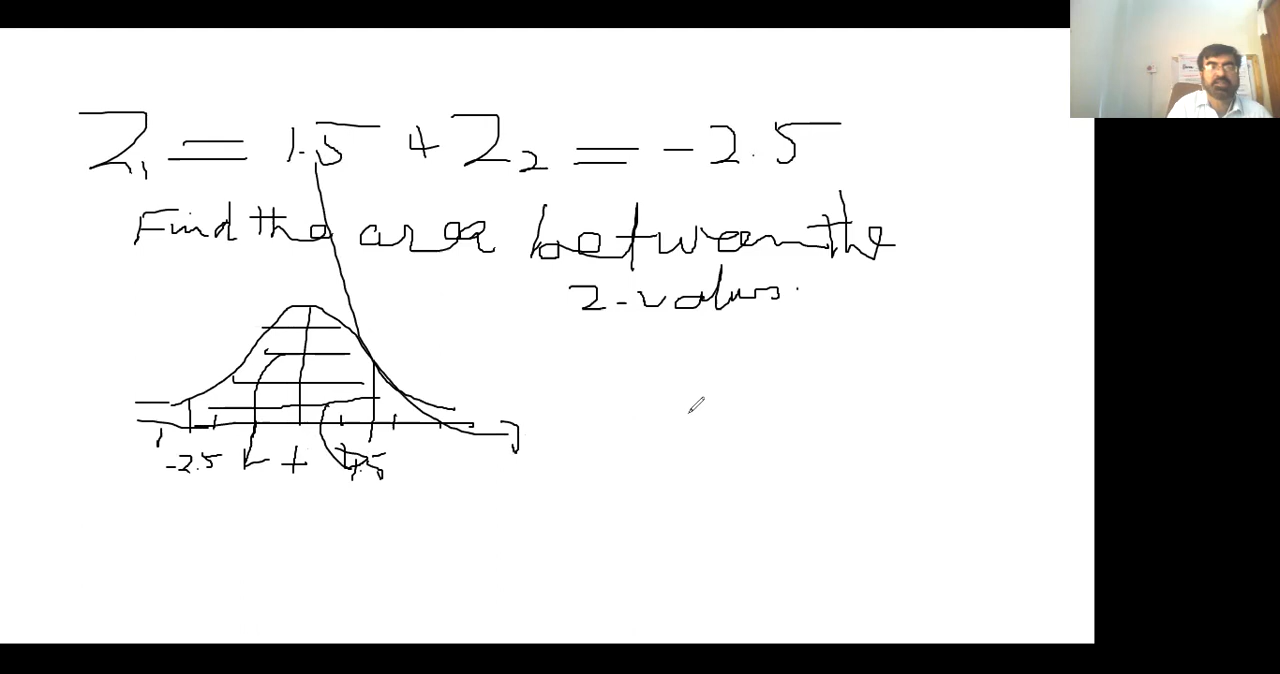 Z₁ = 1.5 & Z₂ = -2.5
Find the area between the
z-values.
-2.5 + 1.5